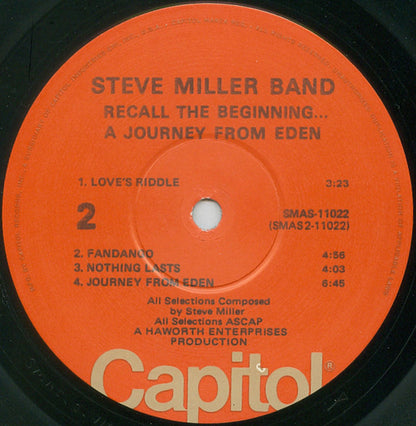 STEVE MILLER BAND
RECALL THE BEGINNING...
A JOURNEY FROM EDEN
1. LOVE'S RIDDLE 3:23
2 SMAS-11022
(SMAS2-11022)
2. FANDANGO 4:56
3. NOTHING LASTS 4:03
4. JOURNEY FROM EDEN 6:45
All Selections Composed
by Steve Miller
All Selections ASCAP
A HAWORTH ENTERPRISES
PRODUCTION
Capitol®